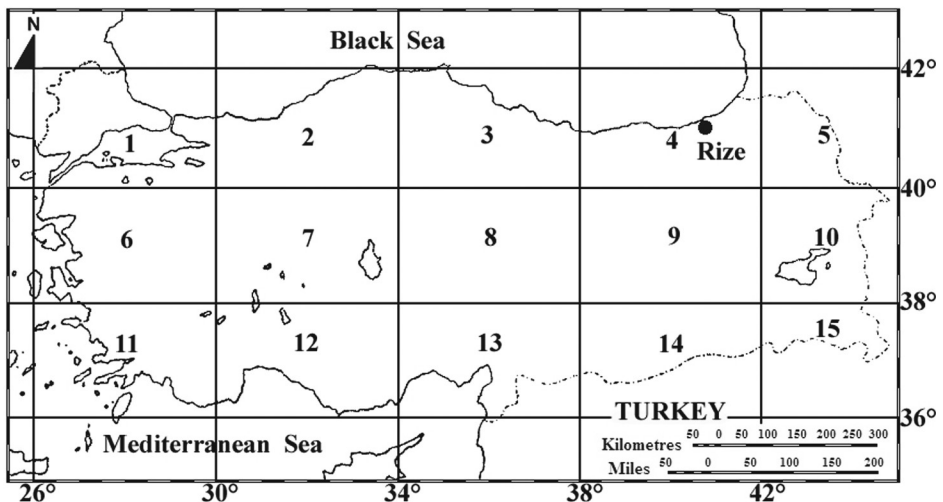 N
Black Sea
42°
1 2 3 4 5
Rize
40°
6 7 8 9 10
38°
11 12 13 14 15
36°
TURKEY
Mediterranean Sea
Kilometres 50 0 50 100 150 200 250 300
Miles 50 0 50 100 150 200
26° 30° 34° 38° 42°